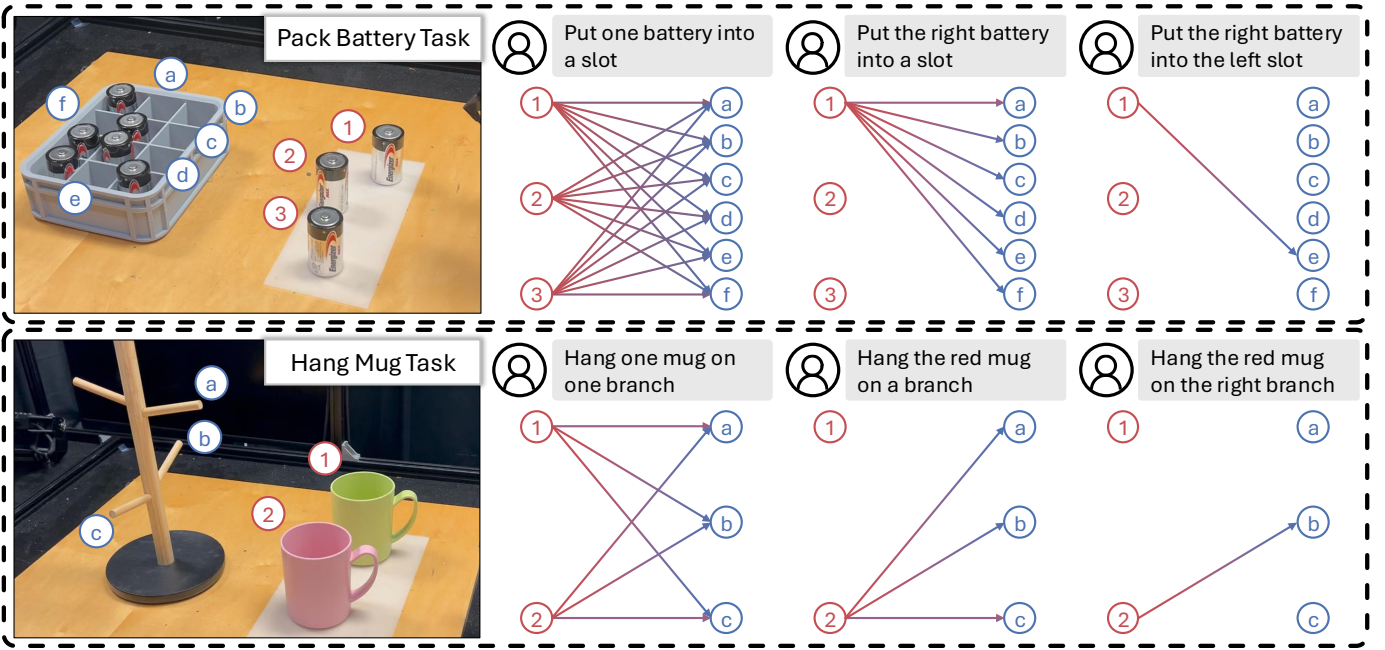 Pack Battery Task
a
b
c
d
e
f
1
2
3
Energizer
Energizer
Energizer
Put one battery into
a slot
1
2
3
a
b
c
d
e
f
Put the right battery
into a slot
1
2
3
a
b
c
d
e
f
Put the right battery
into the left slot
1
2
3
a
b
c
d
e
f
Hang Mug Task
a
b
c
1
2
Hang one mug on
one branch
1
2
a
b
c
Hang the red mug
on a branch
1
2
a
b
c
Hang the red mug
on the right branch
1
2
a
b
c